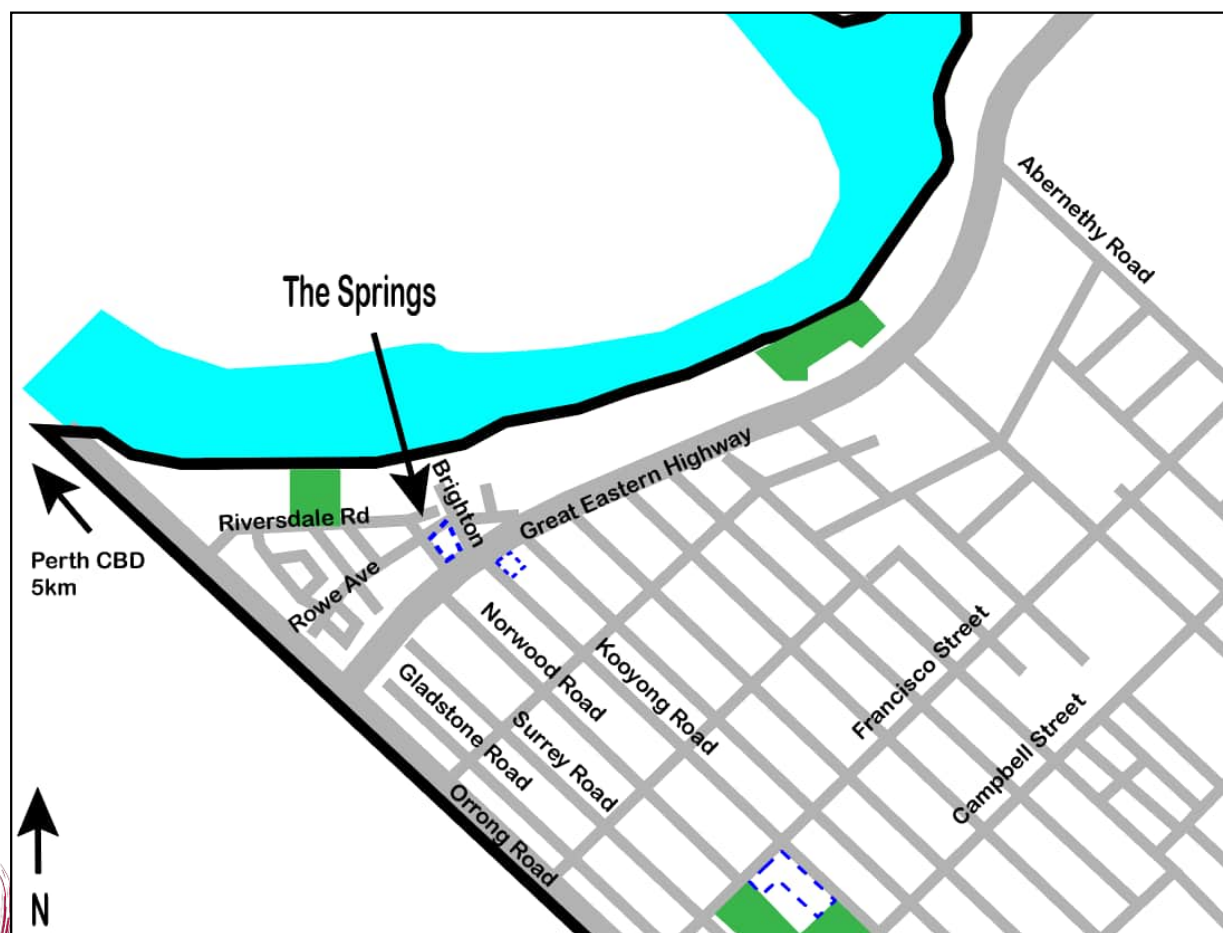 Abernethy Road
The Springs
Great Eastern Highway
Brighton
Riversdale Rd
Perth CBD
5km
Rowe Ave
Norwood Road
Kooyong Road
Francisco Street
Gladstone Road
Surrey Road
Campbell Street
Orrong Road
N